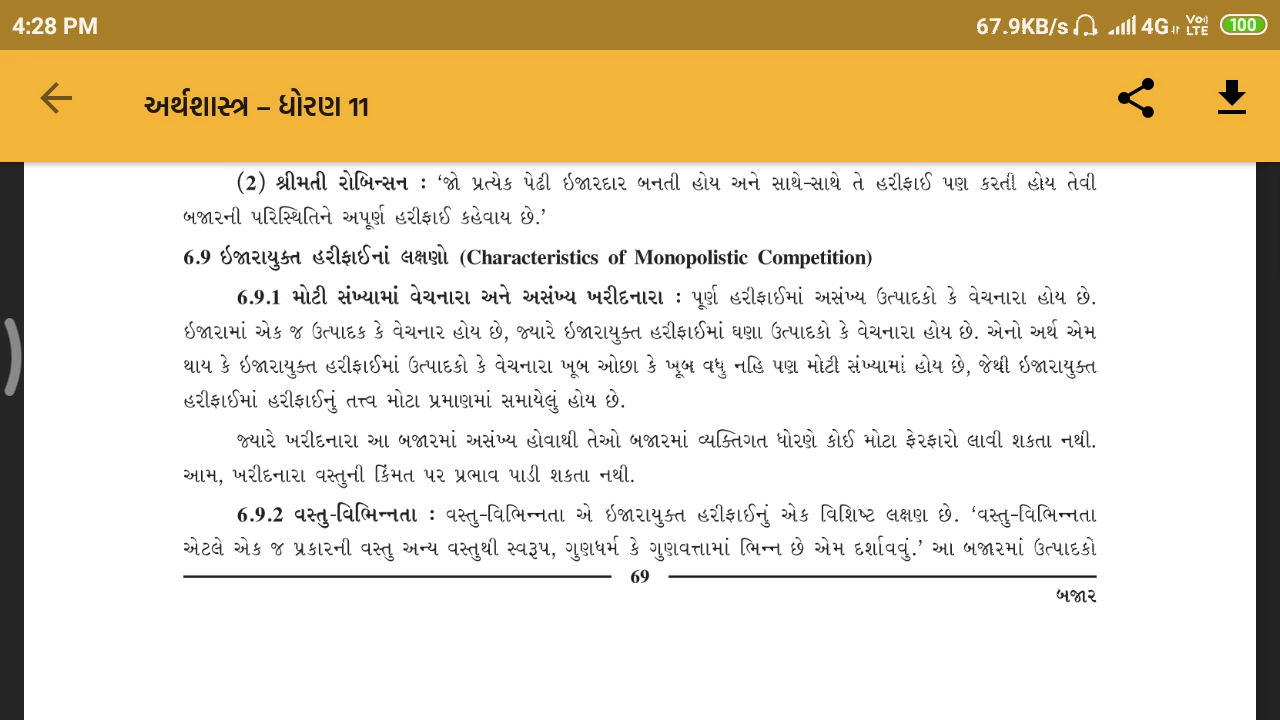 4:28 PM 67.9KB/s 4G Vo) LTE 100
અર્થશાસ્ત્ર – ધોરણ 11
(2) શ્રીમતી રોબિન્સન : ‘જો પ્રત્યેક પેઢી ઇજારદાર બનતી હોય અને સાથે-સાથે તે હરીફાઈ પણ કરતી હોય તેવી
બજારની પરિસ્થિતિને અપૂર્ણ હરીફાઈ કહેવાય છે.’
6.9 ઇજારાયુક્ત હરીફાઈનાં લક્ષણો (Characteristics of Monopolistic Competition)
6.9.1 મોટી સંખ્યામાં વેચનારા અને અસંખ્ય ખરીદનારા : પૂર્ણ હરીફાઈમાં અસંખ્ય ઉત્પાદકો કે વેચનારા હોય છે.
ઇજારામાં એક જ ઉત્પાદક કે વેચનાર હોય છે, જ્યારે ઇજારાયુક્ત હરીફાઈમાં ઘણા ઉત્પાદકો કે વેચનારા હોય છે. એનો અર્થ એમ
થાય કે ઇજારાયુક્ત હરીફાઈમાં ઉત્પાદકો કે વેચનારા ખૂબ ઓછા કે ખૂબ વધુ નહિ પણ મોટી સંખ્યામાં હોય છે, જેથી ઇજારાયુક્ત
હરીફાઈમાં હરીફાઈનું તત્ત્વ મોટા પ્રમાણમાં સમાયેલું હોય છે.
જ્યારે ખરીદનારા આ બજારમાં અસંખ્ય હોવાથી તેઓ બજારમાં વ્યક્તિગત ધોરણે કોઈ મોટા ફેરફારો લાવી શકતા નથી.
આમ, ખરીદનારા વસ્તુની કિંમત પર પ્રભાવ પાડી શકતા નથી.
6.9.2 વસ્તુ-વિભિન્નતા : વસ્તુ-વિભિન્નતા એ ઇજારાયુક્ત હરીફાઈનું એક વિશિષ્ટ લક્ષણ છે. ‘વસ્તુ-વિભિન્નતા
એટલે એક જ પ્રકારની વસ્તુ અન્ય વસ્તુથી સ્વરૂપ, ગુણધર્મ કે ગુણવત્તામાં ભિન્ન છે એમ દર્શાવવું.’ આ બજારમાં ઉત્પાદકો
69
બજાર